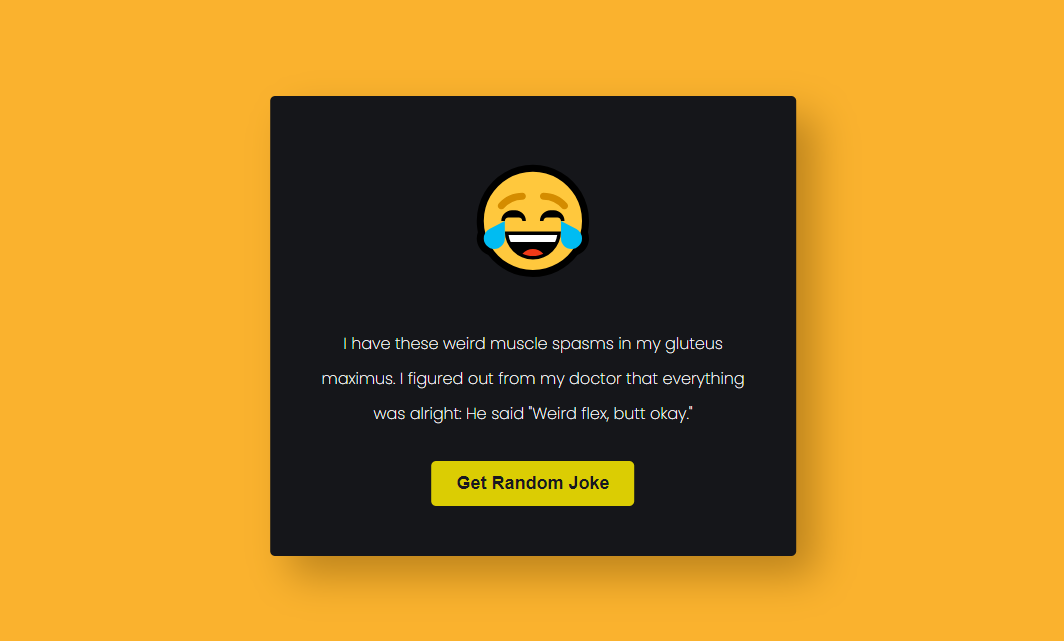 I have these weird muscle spasms in my gluteus
maximus. I figured out from my doctor that everything
was alright: He said "Weird flex, butt okay."
Get Random Joke